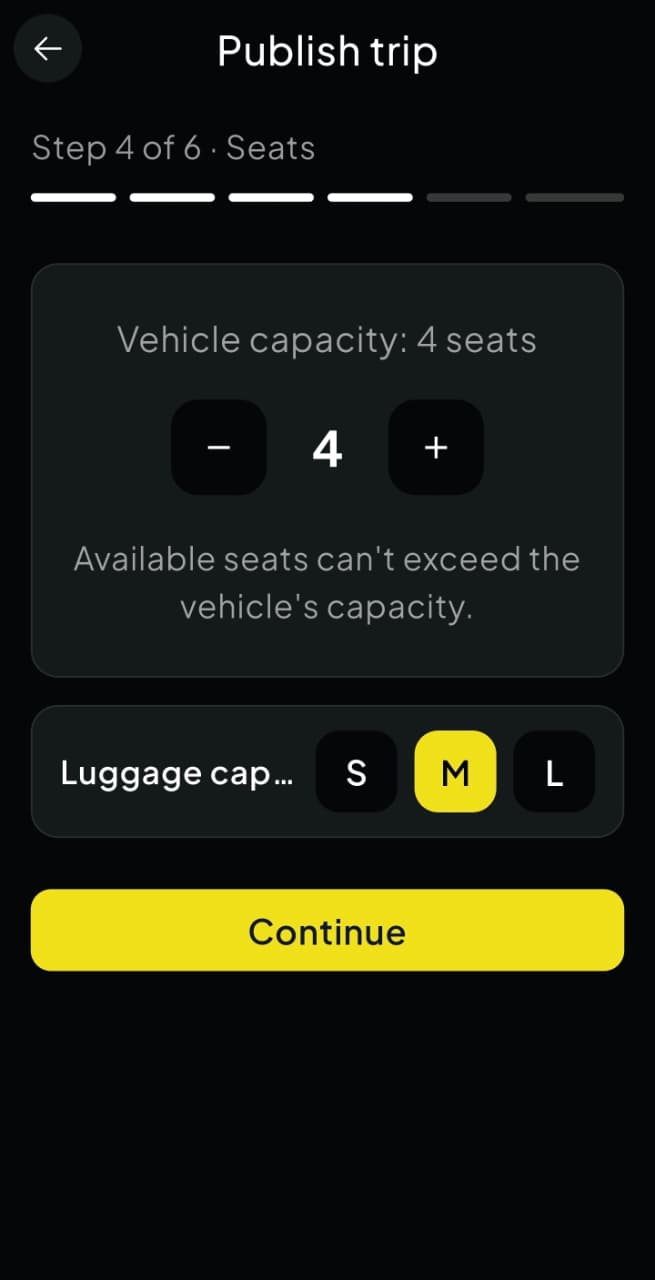 Publish trip
Step 4 of 6 · Seats
Vehicle capacity: 4 seats
− 4 +
Available seats can't exceed the
vehicle's capacity.
Luggage cap... S M L
Continue